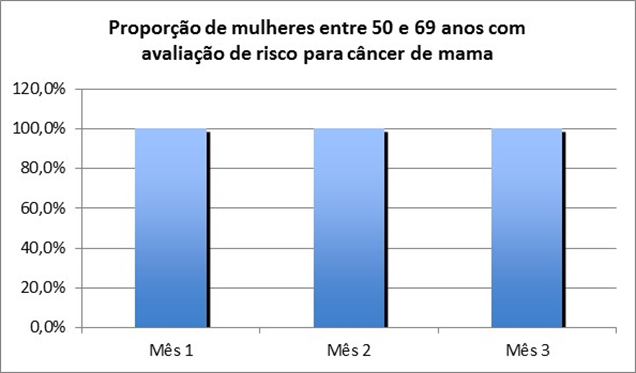 Proporção de mulheres entre 50 e 69 anos com
avaliação de risco para câncer de mama
120,0%
100,0%
80,0%
60,0%
40,0%
20,0%
0,0%
Mês 1
Mês 2
Mês 3